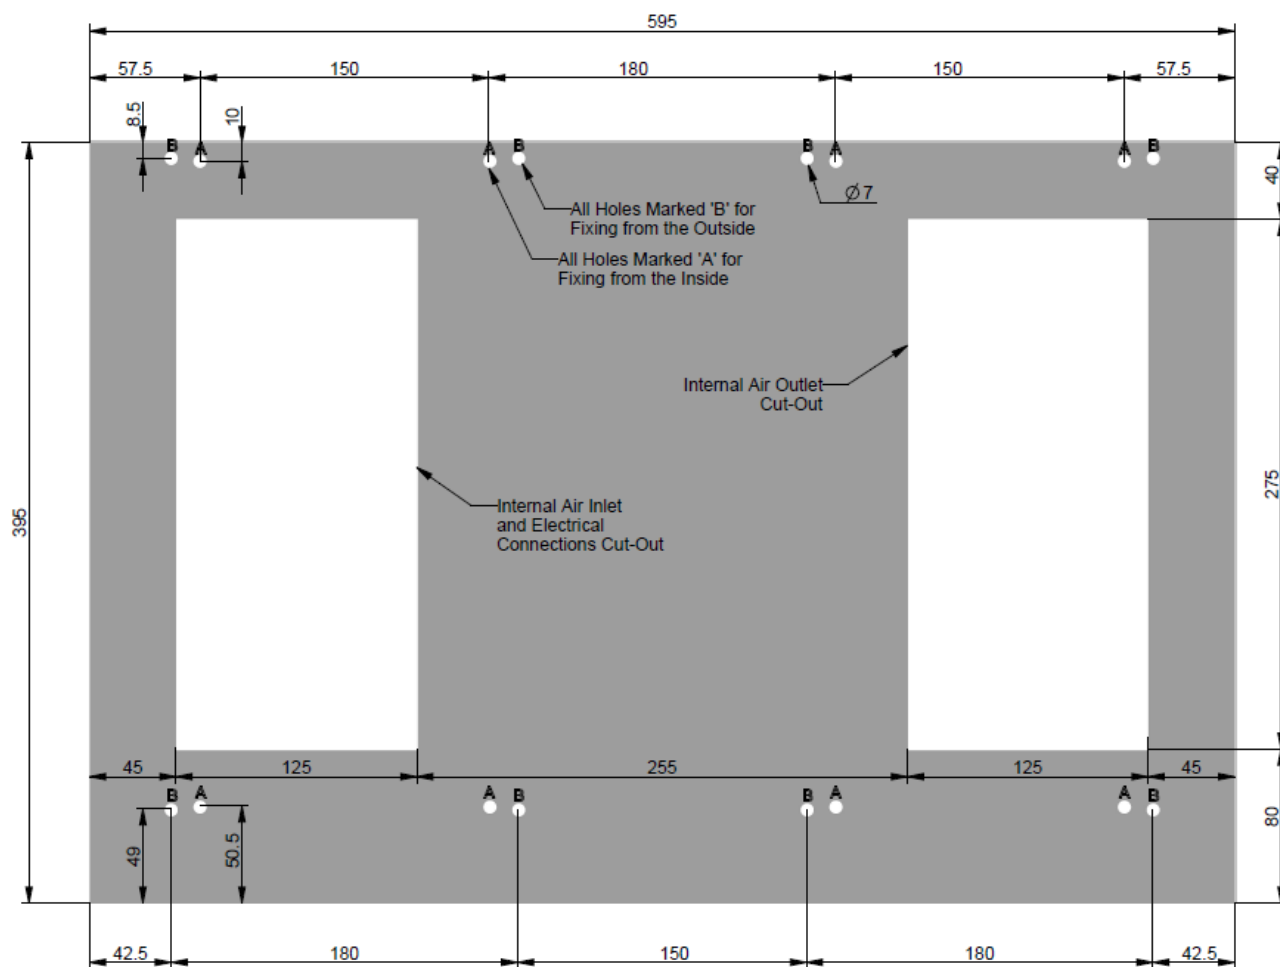 595
57.5
150
180
150
57.5
8.5
10
B
A
A
B
B
A
A
B
40
Ø7
All Holes Marked 'B' for
Fixing from the Outside
All Holes Marked 'A' for
Fixing from the Inside
Internal Air Outlet
Cut-Out
275
395
Internal Air Inlet
and Electrical
Connections Cut-Out
45
125
255
125
45
B
A
A
B
B
A
A
B
80
49
50.5
42.5
180
150
180
42.5